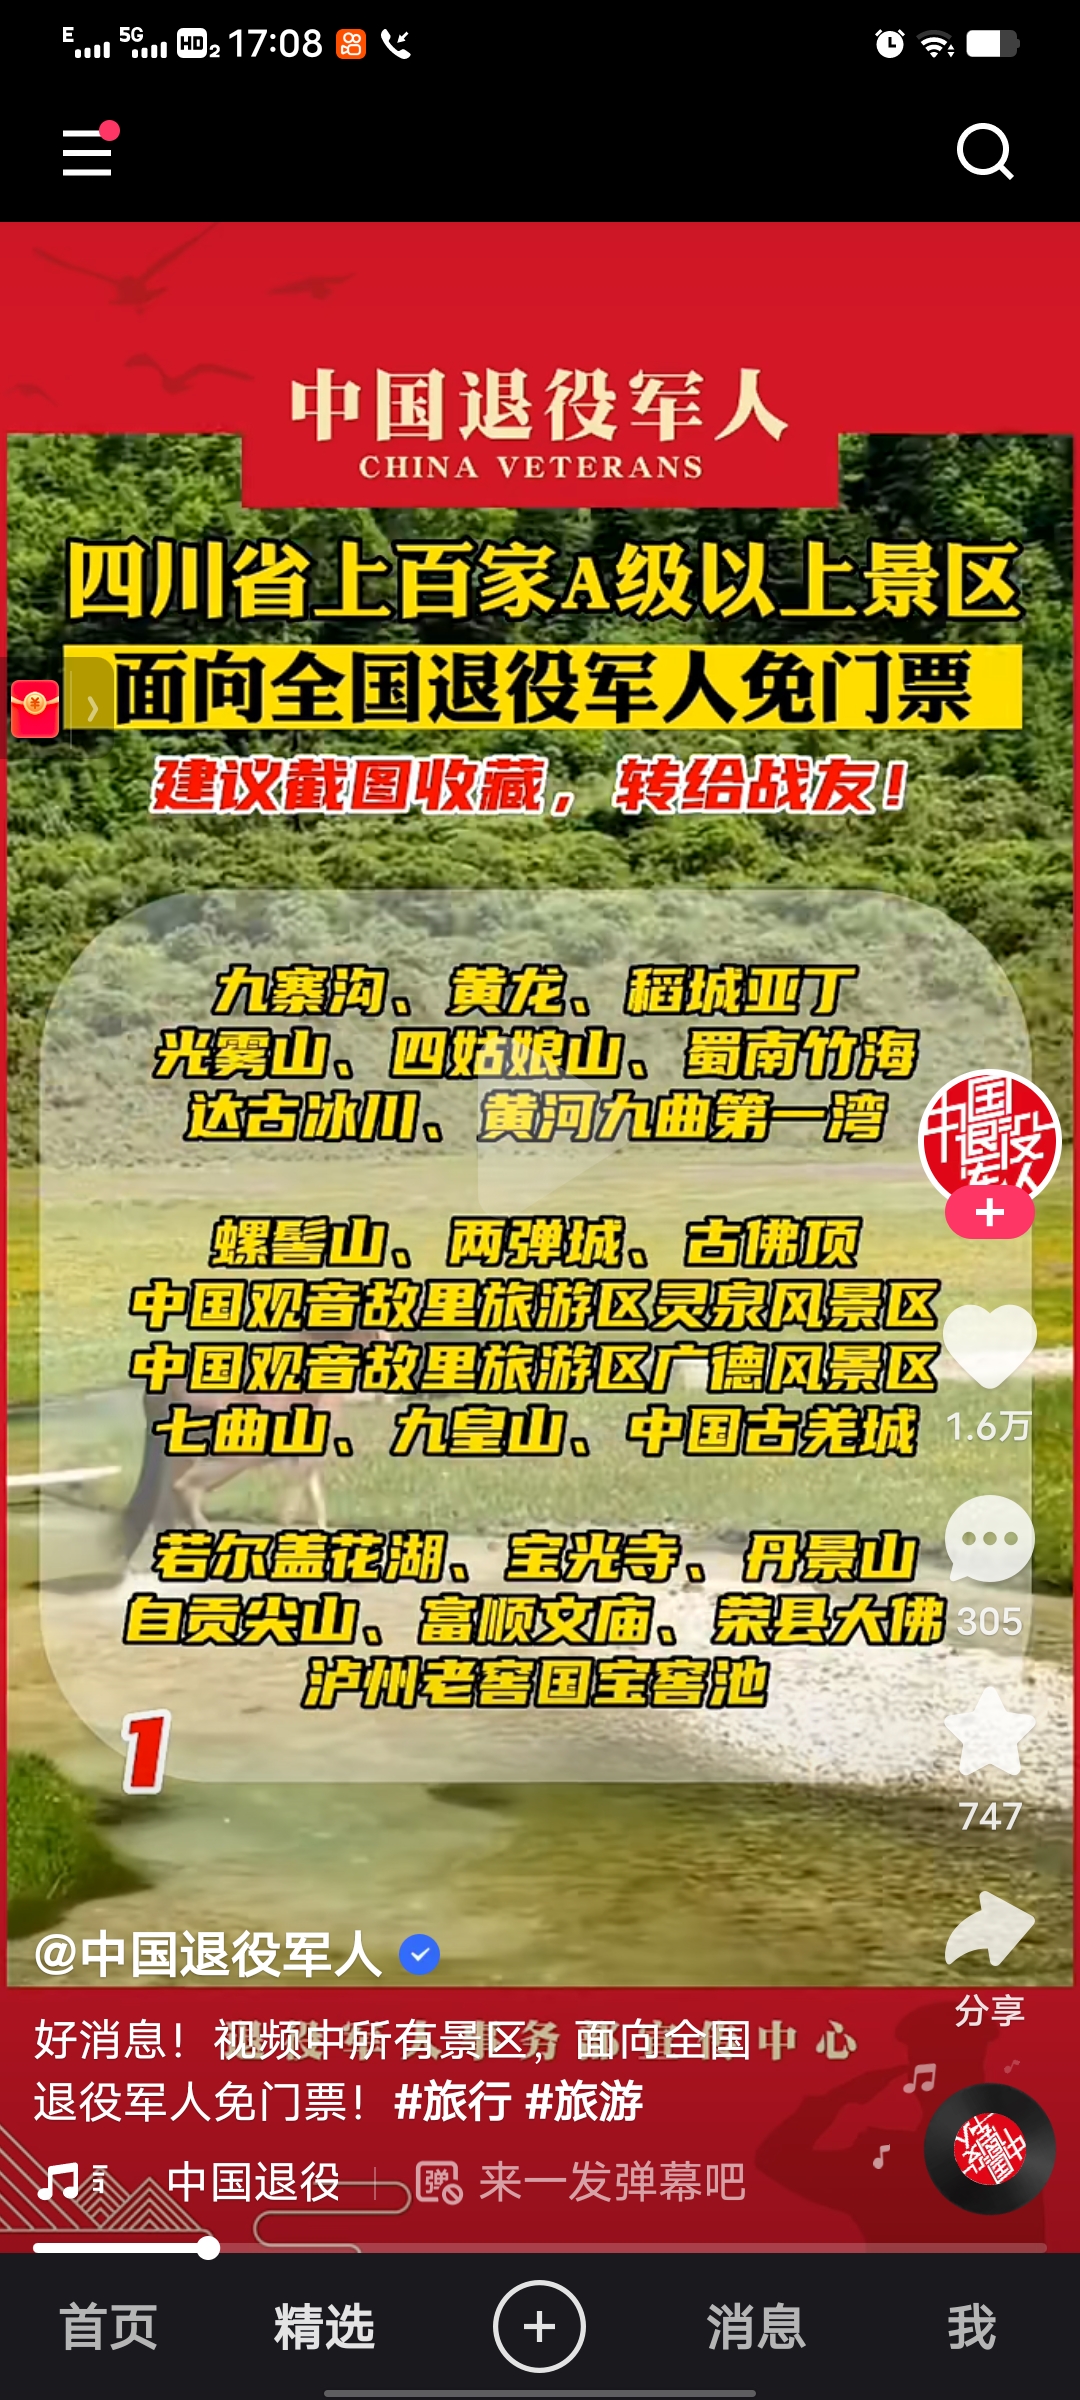 E 5G HD2 17:08
中国退役军人
CHINA VETERANS
四川省上百家A级以上景区
面向全国退役军人免门票
建议截图收藏，转给战友！
九寨沟、黄龙、稻城亚丁
光雾山、四姑娘山、蜀南竹海
达古冰川、黄河九曲第一湾
中国退役军人
螺髻山、两弹城、古佛顶
中国观音故里旅游区灵泉风景区
中国观音故里旅游区广德风景区
七曲山、九皇山、中国古羌城
1.6万
若尔盖花湖、宝光寺、丹景山
自贡尖山、富顺文庙、荣县大佛
305
泸州老窖国宝窖池
1
747
@中国退役军人
分享
好消息！视频中所有景区，面向全国
退役军人免门票！#旅行 #旅游
中国退役
弹 来一发弹幕吧
首页 精选 消息 我